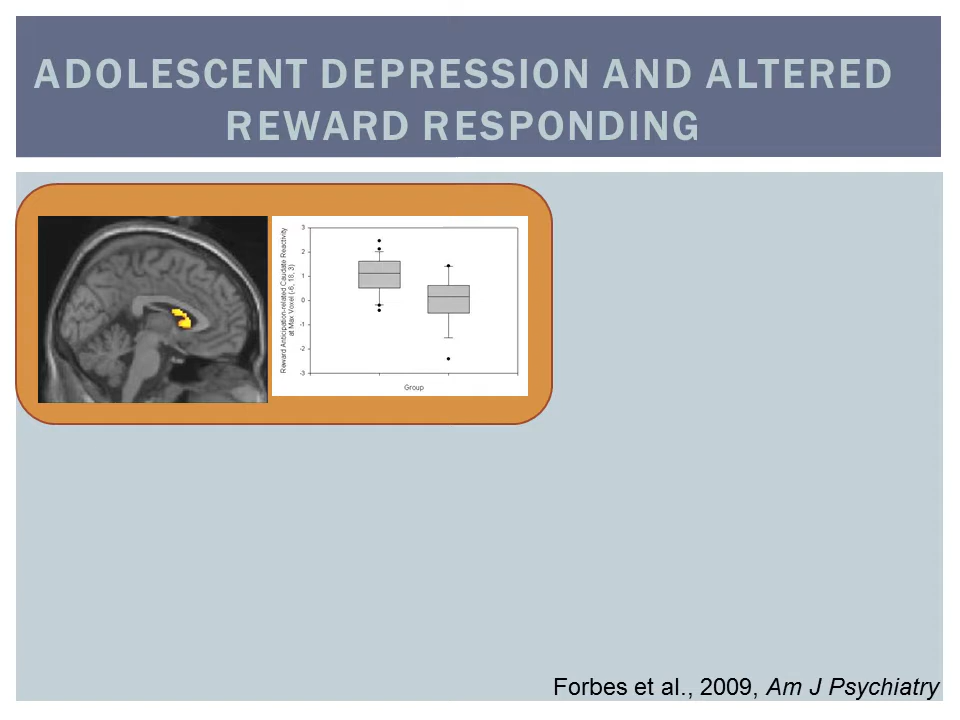 ADOLESCENT DEPRESSION AND ALTERED
REWARD RESPONDING
Reward Anticipation-related Caudate Reactivity
at Max Voxel [-6, 18, 3)
3
2
1
0
-1
-2
-3
Group
Forbes et al., 2009, Am J Psychiatry